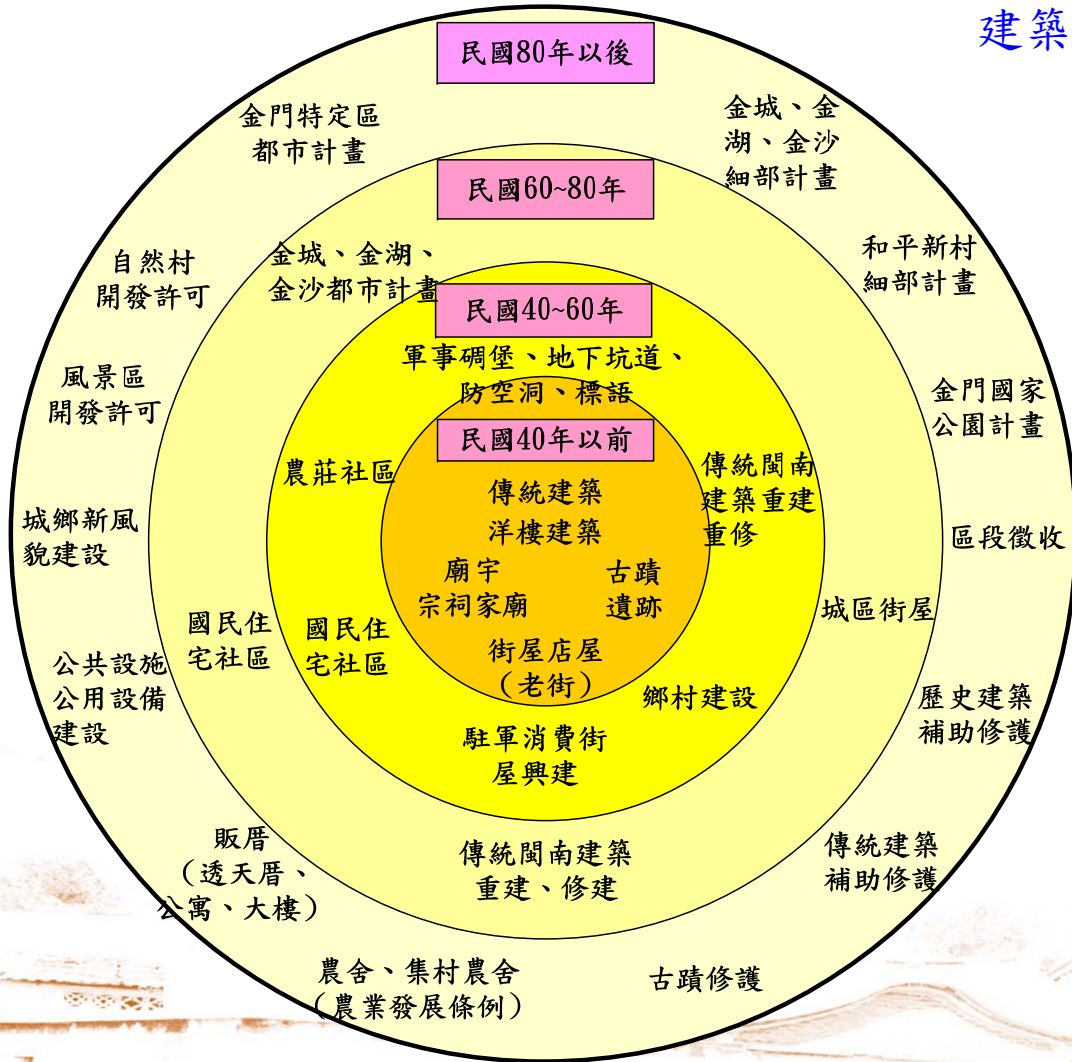 建築
民國80年以後
金門特定區
都市計畫
金城、金
湖、金沙
細部計畫
民國60~80年
自然村
開發許可
金城、金湖、
金沙都市計畫
和平新村
細部計畫
民國40~60年
軍事碉堡、地下坑道、
防空洞、標語
風景區
開發許可
金門國家
公園計畫
民國40年以前
農莊社區
傳統閩南
建築重建
重修
傳統建築
洋樓建築
城鄉新風
貌建設
區段徵收
廟宇
宗祠家廟
古蹟
遺跡
國民住
宅社區
國民住
宅社區
城區街屋
街屋店屋
（老街）
公共設施
公用設備
建設
鄉村建設
歷史建築
補助修護
駐軍消費街
屋興建
販厝
（透天厝、
公寓、大樓）
傳統閩南建築
重建、修建
傳統建築
補助修護
農舍、集村農舍
（農業發展條例）
古蹟修護